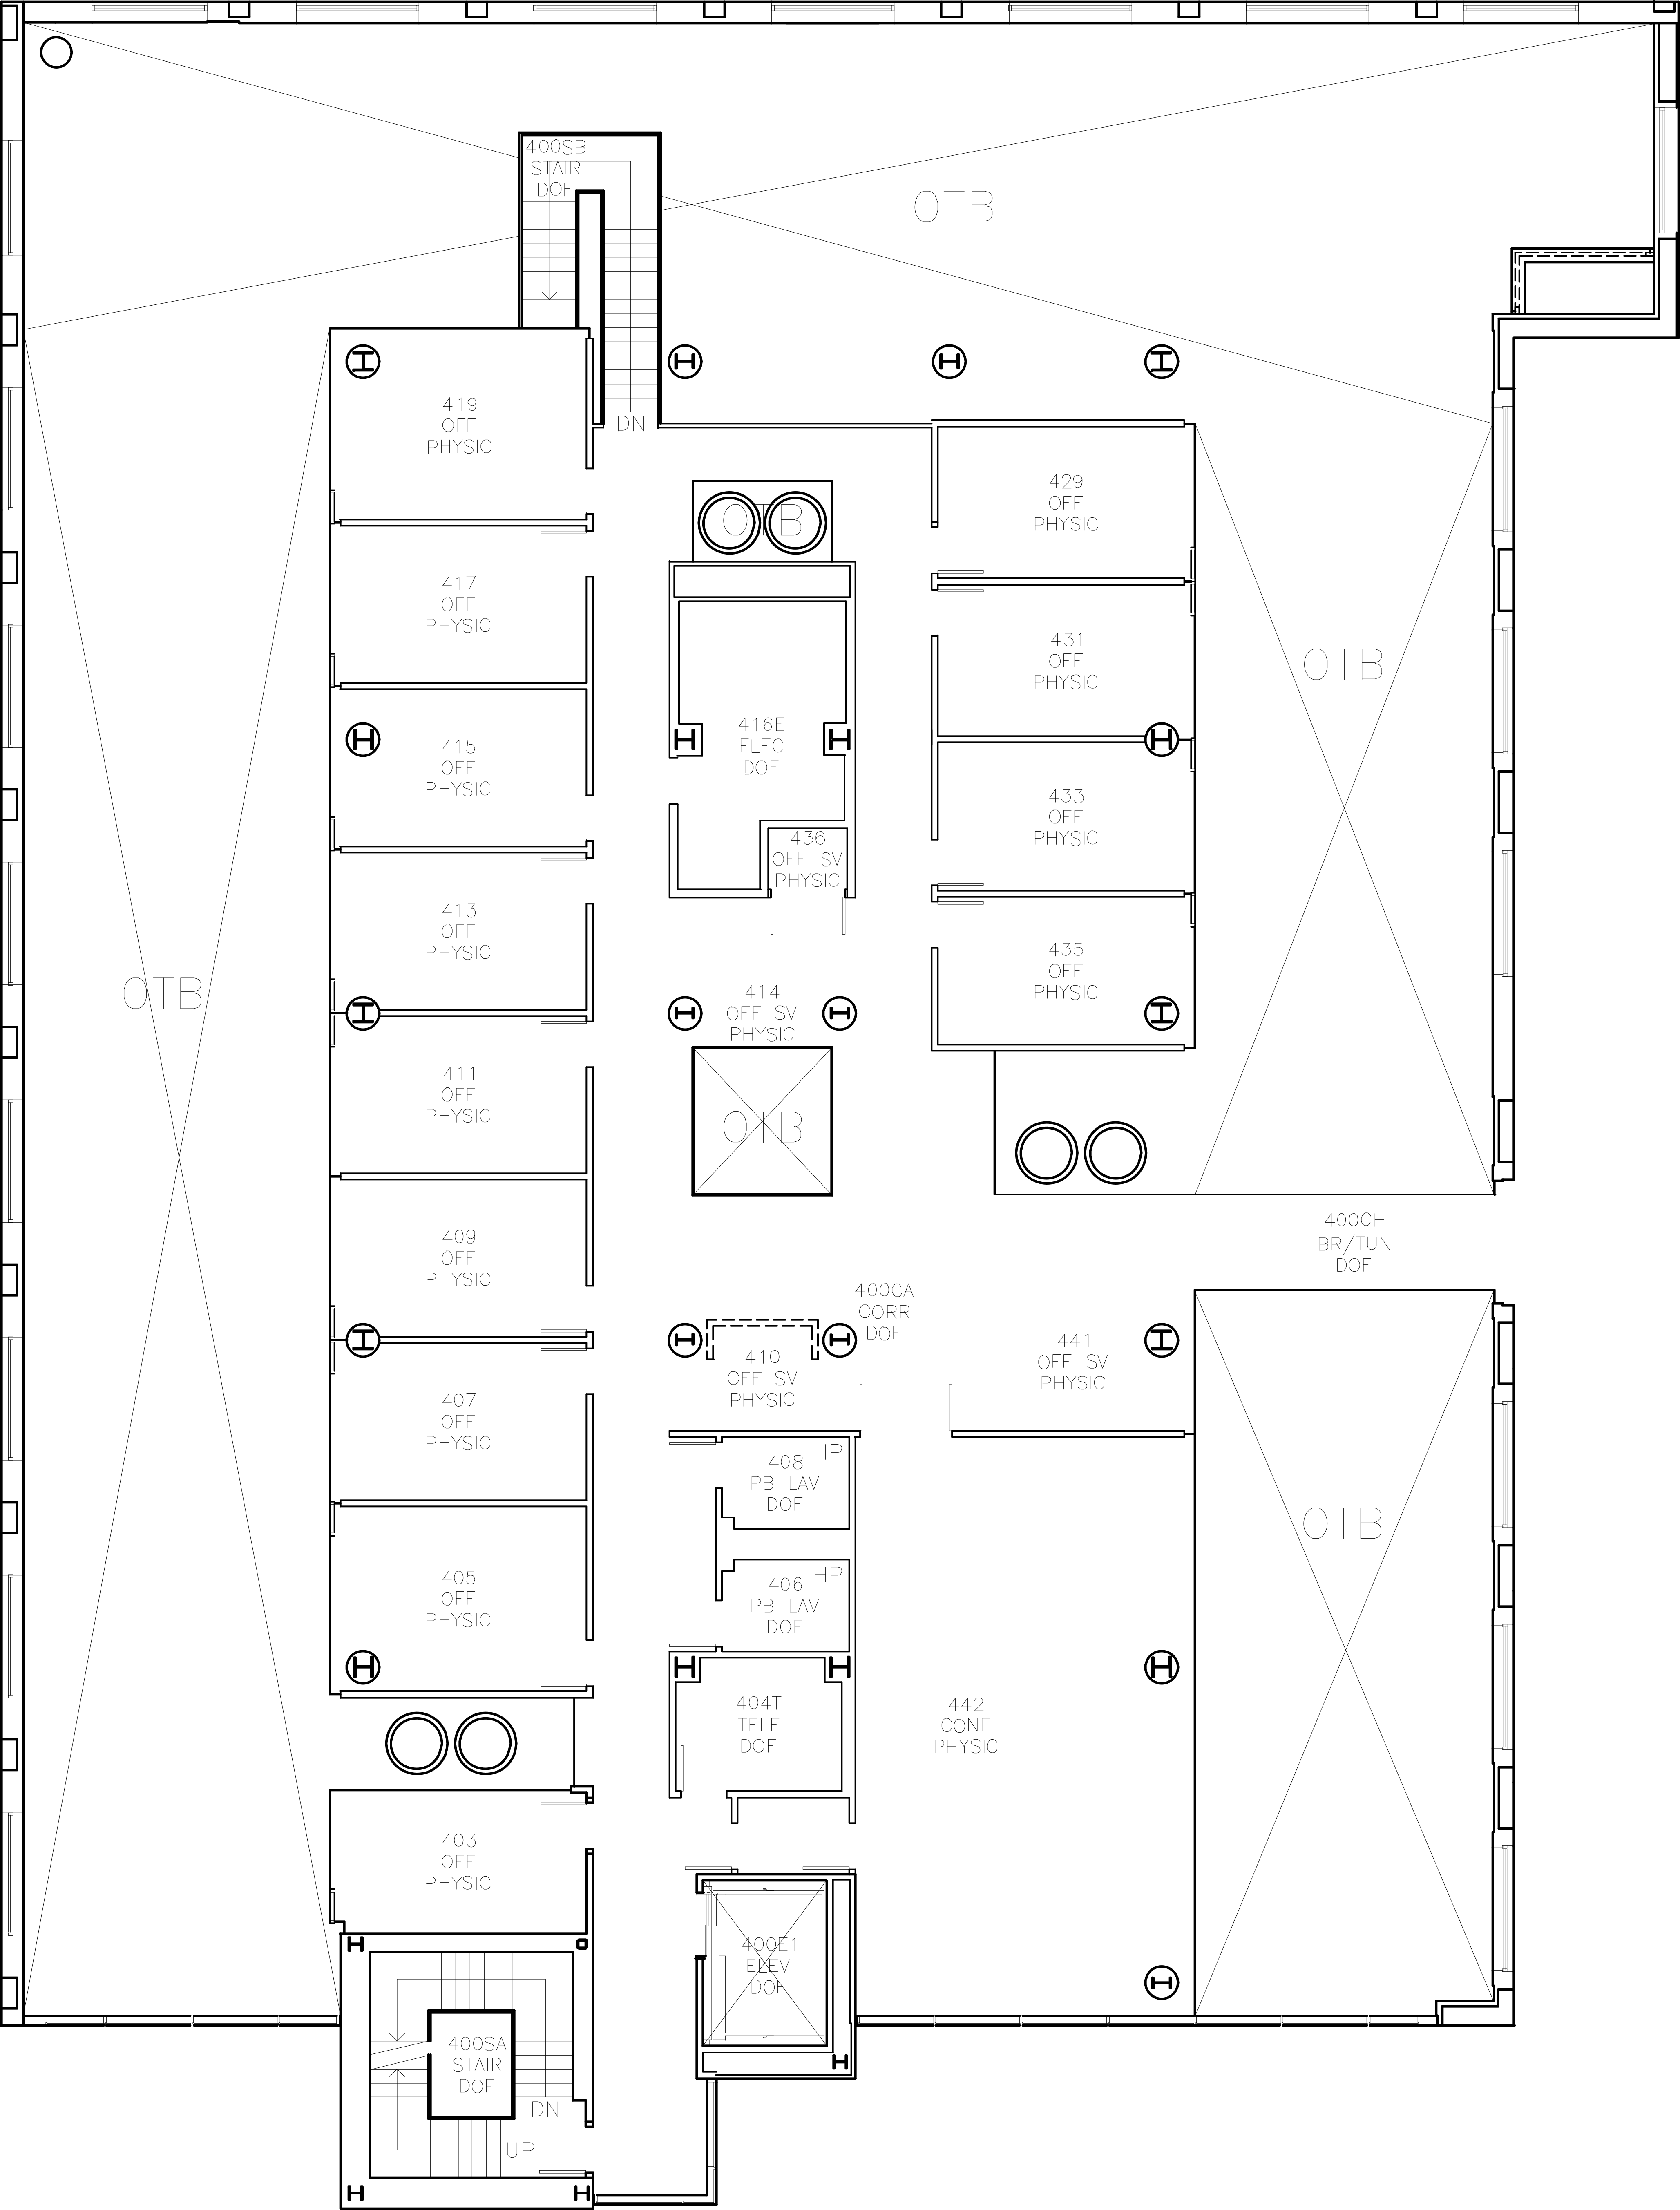 400SB
STAIR
DOF
OTB
DN
419
OFF
PHYSIC
429
OFF
PHYSIC
OTB
417
OFF
PHYSIC
431
OFF
PHYSIC
OTB
415
OFF
PHYSIC
416E
ELEC
DOF
433
OFF
PHYSIC
436
OFF SV
PHYSIC
413
OFF
PHYSIC
435
OFF
PHYSIC
OTB
414
OFF SV
PHYSIC
411
OFF
PHYSIC
OTB
409
OFF
PHYSIC
400CH
BR/TUN
DOF
400CA
CORR
DOF
410
OFF SV
PHYSIC
441
OFF SV
PHYSIC
407
OFF
PHYSIC
408 HP
PB LAV
DOF
OTB
405
OFF
PHYSIC
406 HP
PB LAV
DOF
404T
TELE
DOF
442
CONF
PHYSIC
403
OFF
PHYSIC
400E1
ELEV
DOF
400SA
STAIR
DOF
DN
UP